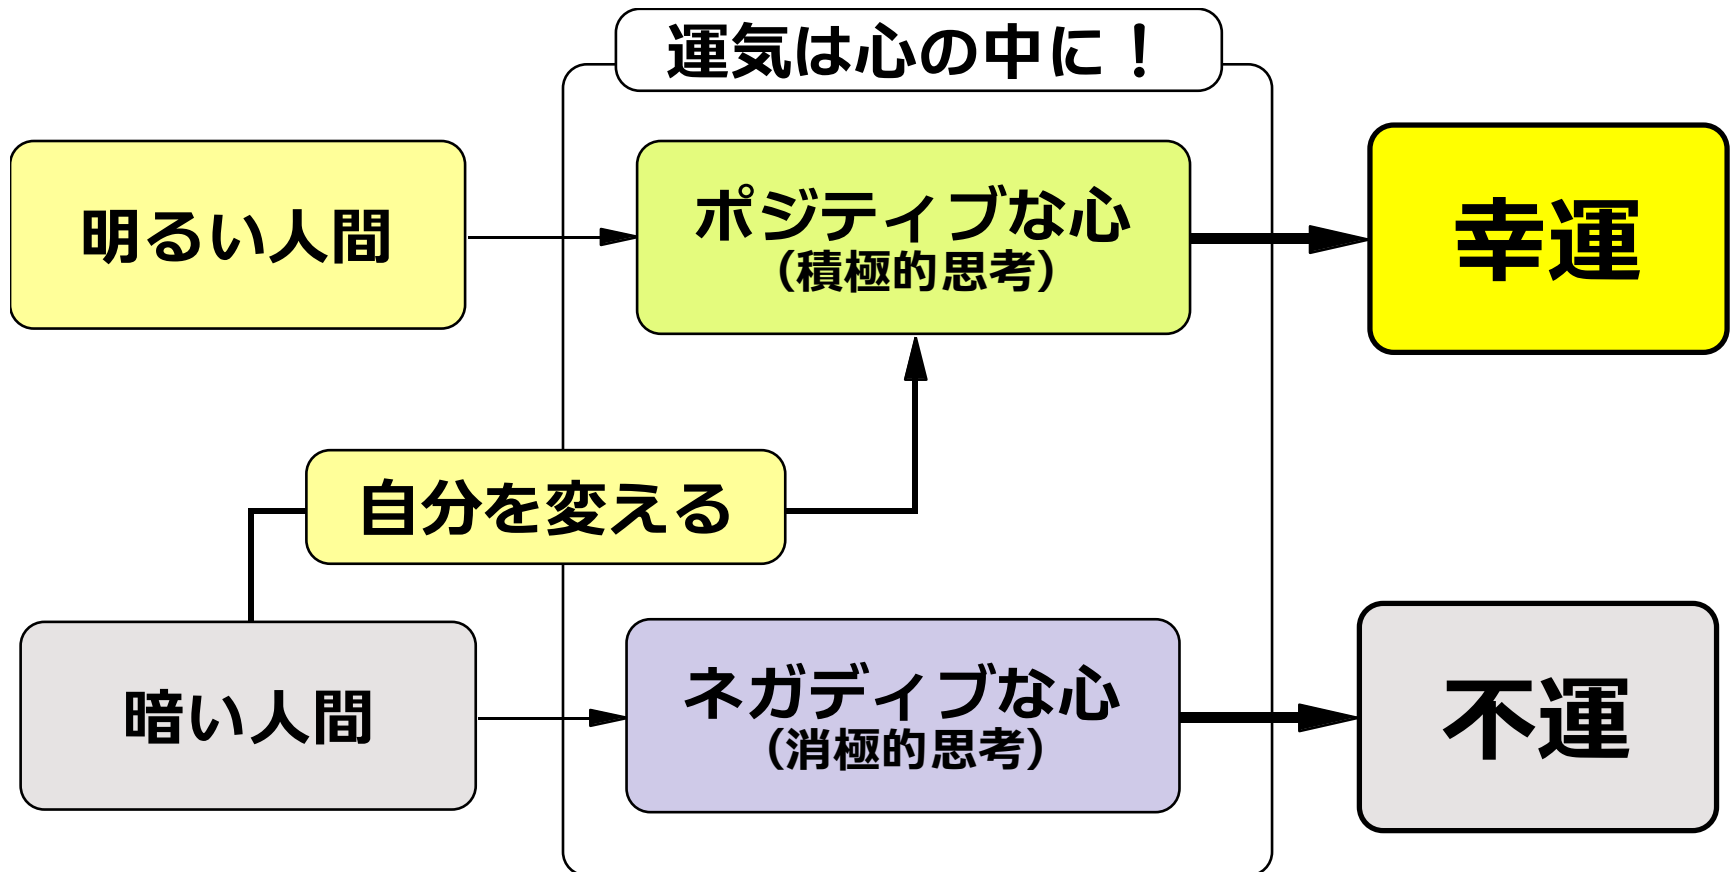 運気は心の中に！
明るい人間
ポジティブな心
（積極的思考）
幸運
自分を変える
暗い人間
ネガディブな心
（消極的思考）
不運